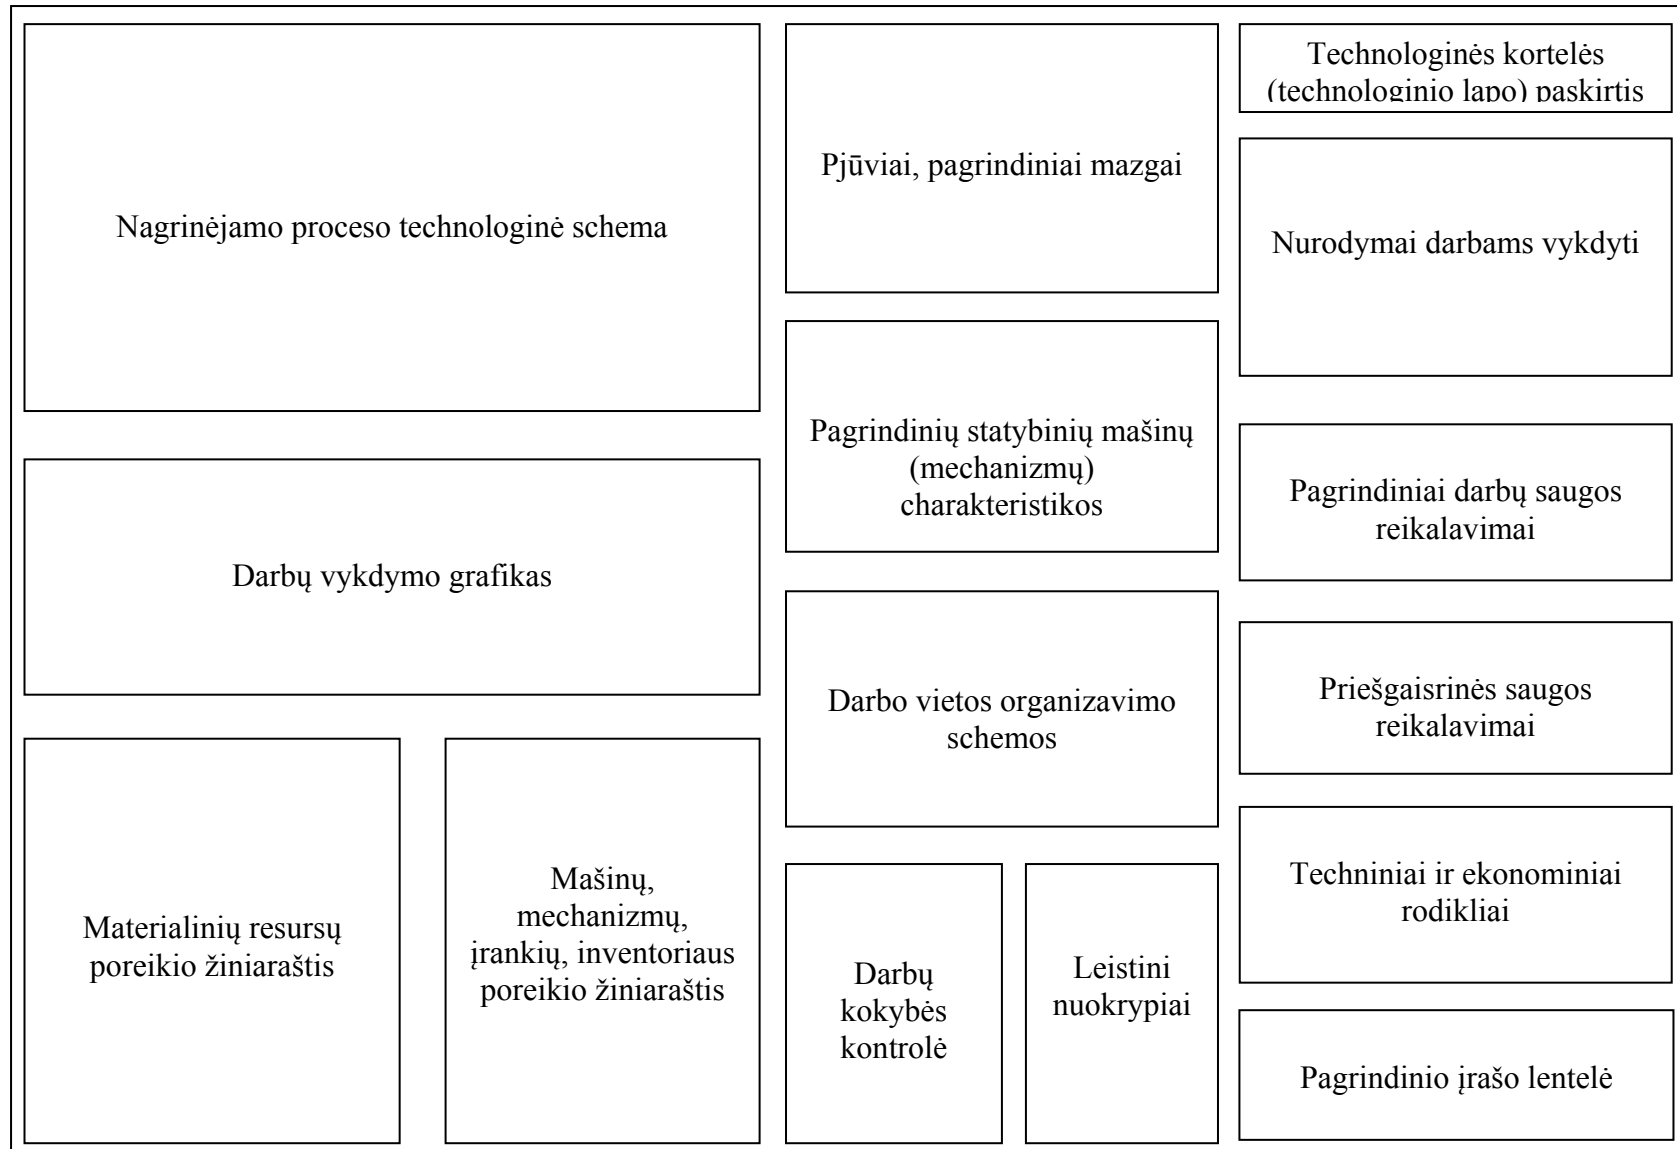 Nagrinėjamo proceso technologinė schema
Darbų vykdymo grafikas
Materialinių resursų
poreikio žiniaraštis
Mašinų,
mechanizmų,
įrankių, inventoriaus
poreikio žiniaraštis
Pjūviai, pagrindiniai mazgai
Pagrindinių statybinių mašinų
(mechanizmų)
charakteristikos
Darbo vietos organizavimo
schemos
Darbų
kokybės
kontrolė
Leistini
nuokrypiai
Technologinės kortelės
(technologinio lapo) paskirtis
Nurodymai darbams vykdyti
Pagrindiniai darbų saugos
reikalavimai
Priešgaisrinės saugos
reikalavimai
Techniniai ir ekonominiai
rodikliai
Pagrindinio įrašo lentelė